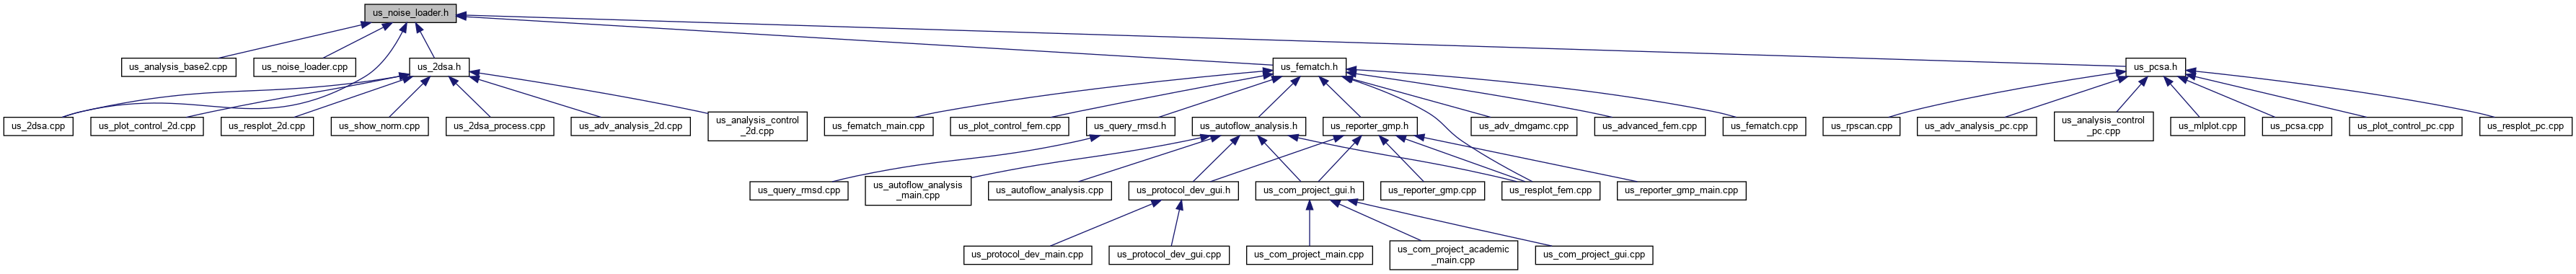 us_noise_loader.h
us_analysis_base2.cpp
us_noise_loader.cpp
us_2dsa.h
us_fematch.h
us_pcsa.h
us_2dsa.cpp
us_plot_control_2d.cpp
us_resplot_2d.cpp
us_show_norm.cpp
us_2dsa_process.cpp
us_adv_analysis_2d.cpp
us_analysis_control
_2d.cpp
us_fematch_main.cpp
us_plot_control_fem.cpp
us_query_rmsd.h
us_autoflow_analysis.h
us_reporter_gmp.h
us_adv_dmgamc.cpp
us_advanced_fem.cpp
us_fematch.cpp
us_rpscan.cpp
us_adv_analysis_pc.cpp
us_analysis_control
_pc.cpp
us_mlplot.cpp
us_pcsa.cpp
us_plot_control_pc.cpp
us_resplot_pc.cpp
us_query_rmsd.cpp
us_autoflow_analysis
_main.cpp
us_autoflow_analysis.cpp
us_protocol_dev_gui.h
us_com_project_gui.h
us_reporter_gmp.cpp
us_resplot_fem.cpp
us_reporter_gmp_main.cpp
us_protocol_dev_main.cpp
us_protocol_dev_gui.cpp
us_com_project_main.cpp
us_com_project_academic
_main.cpp
us_com_project_gui.cpp